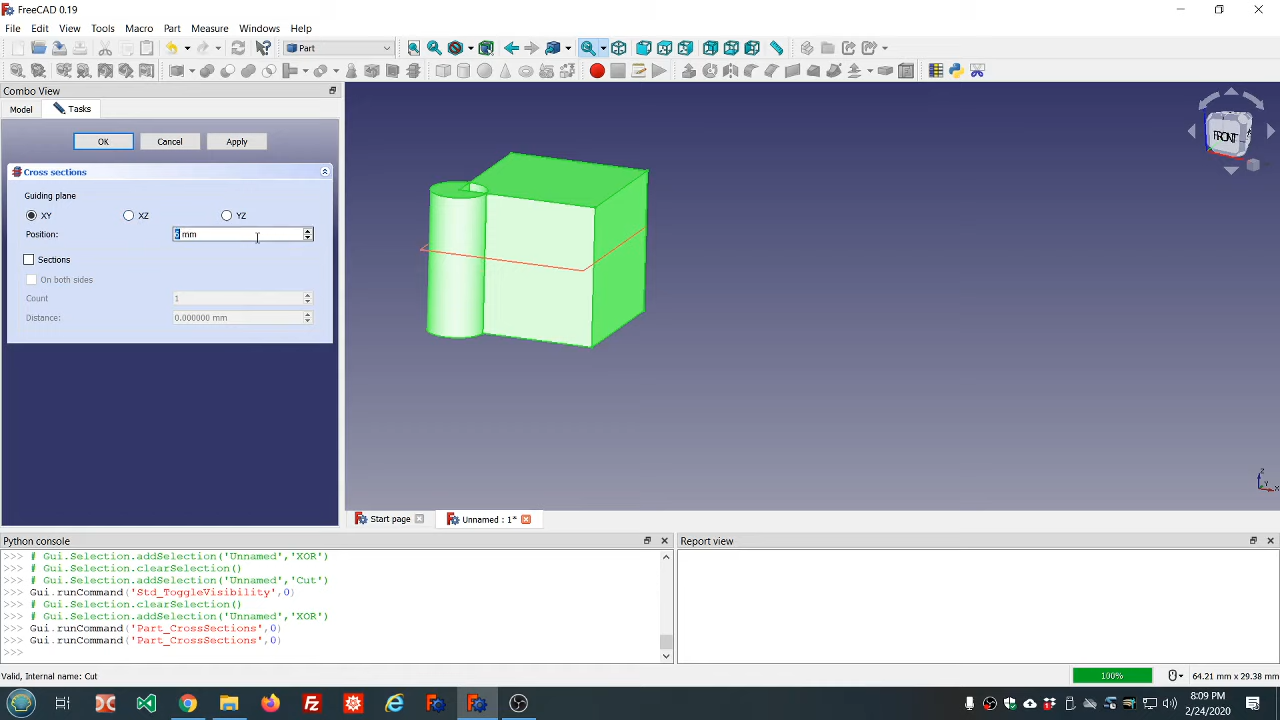 FreeCAD 0.19
File Edit View Tools Macro Part Measure Windows Help
Part
Combo View
Model Tasks
OK Cancel Apply
Cross sections
Guiding plane
XY XZ YZ
Position: mm
Sections
On both sides
Count 1
Distance: 0.000000 mm
FRONT
Z
Y
X
Start page Unnamed : 1*
Python console
>>> # Gui.Selection.addSelection('Unnamed','XOR')
>>> # Gui.Selection.clearSelection()
>>> # Gui.Selection.addSelection('Unnamed','Cut')
>>> Gui.runCommand('Std_ToggleVisibility',0)
>>> # Gui.Selection.clearSelection()
>>> # Gui.Selection.addSelection('Unnamed','XOR')
>>> Gui.runCommand('Part_CrossSections',0)
>>> Gui.runCommand('Part_CrossSections',0)
>>>
Report view
Valid, Internal name: Cut
100%
64.21 mm x 29.38 mm
8:09 PM
2/24/2020